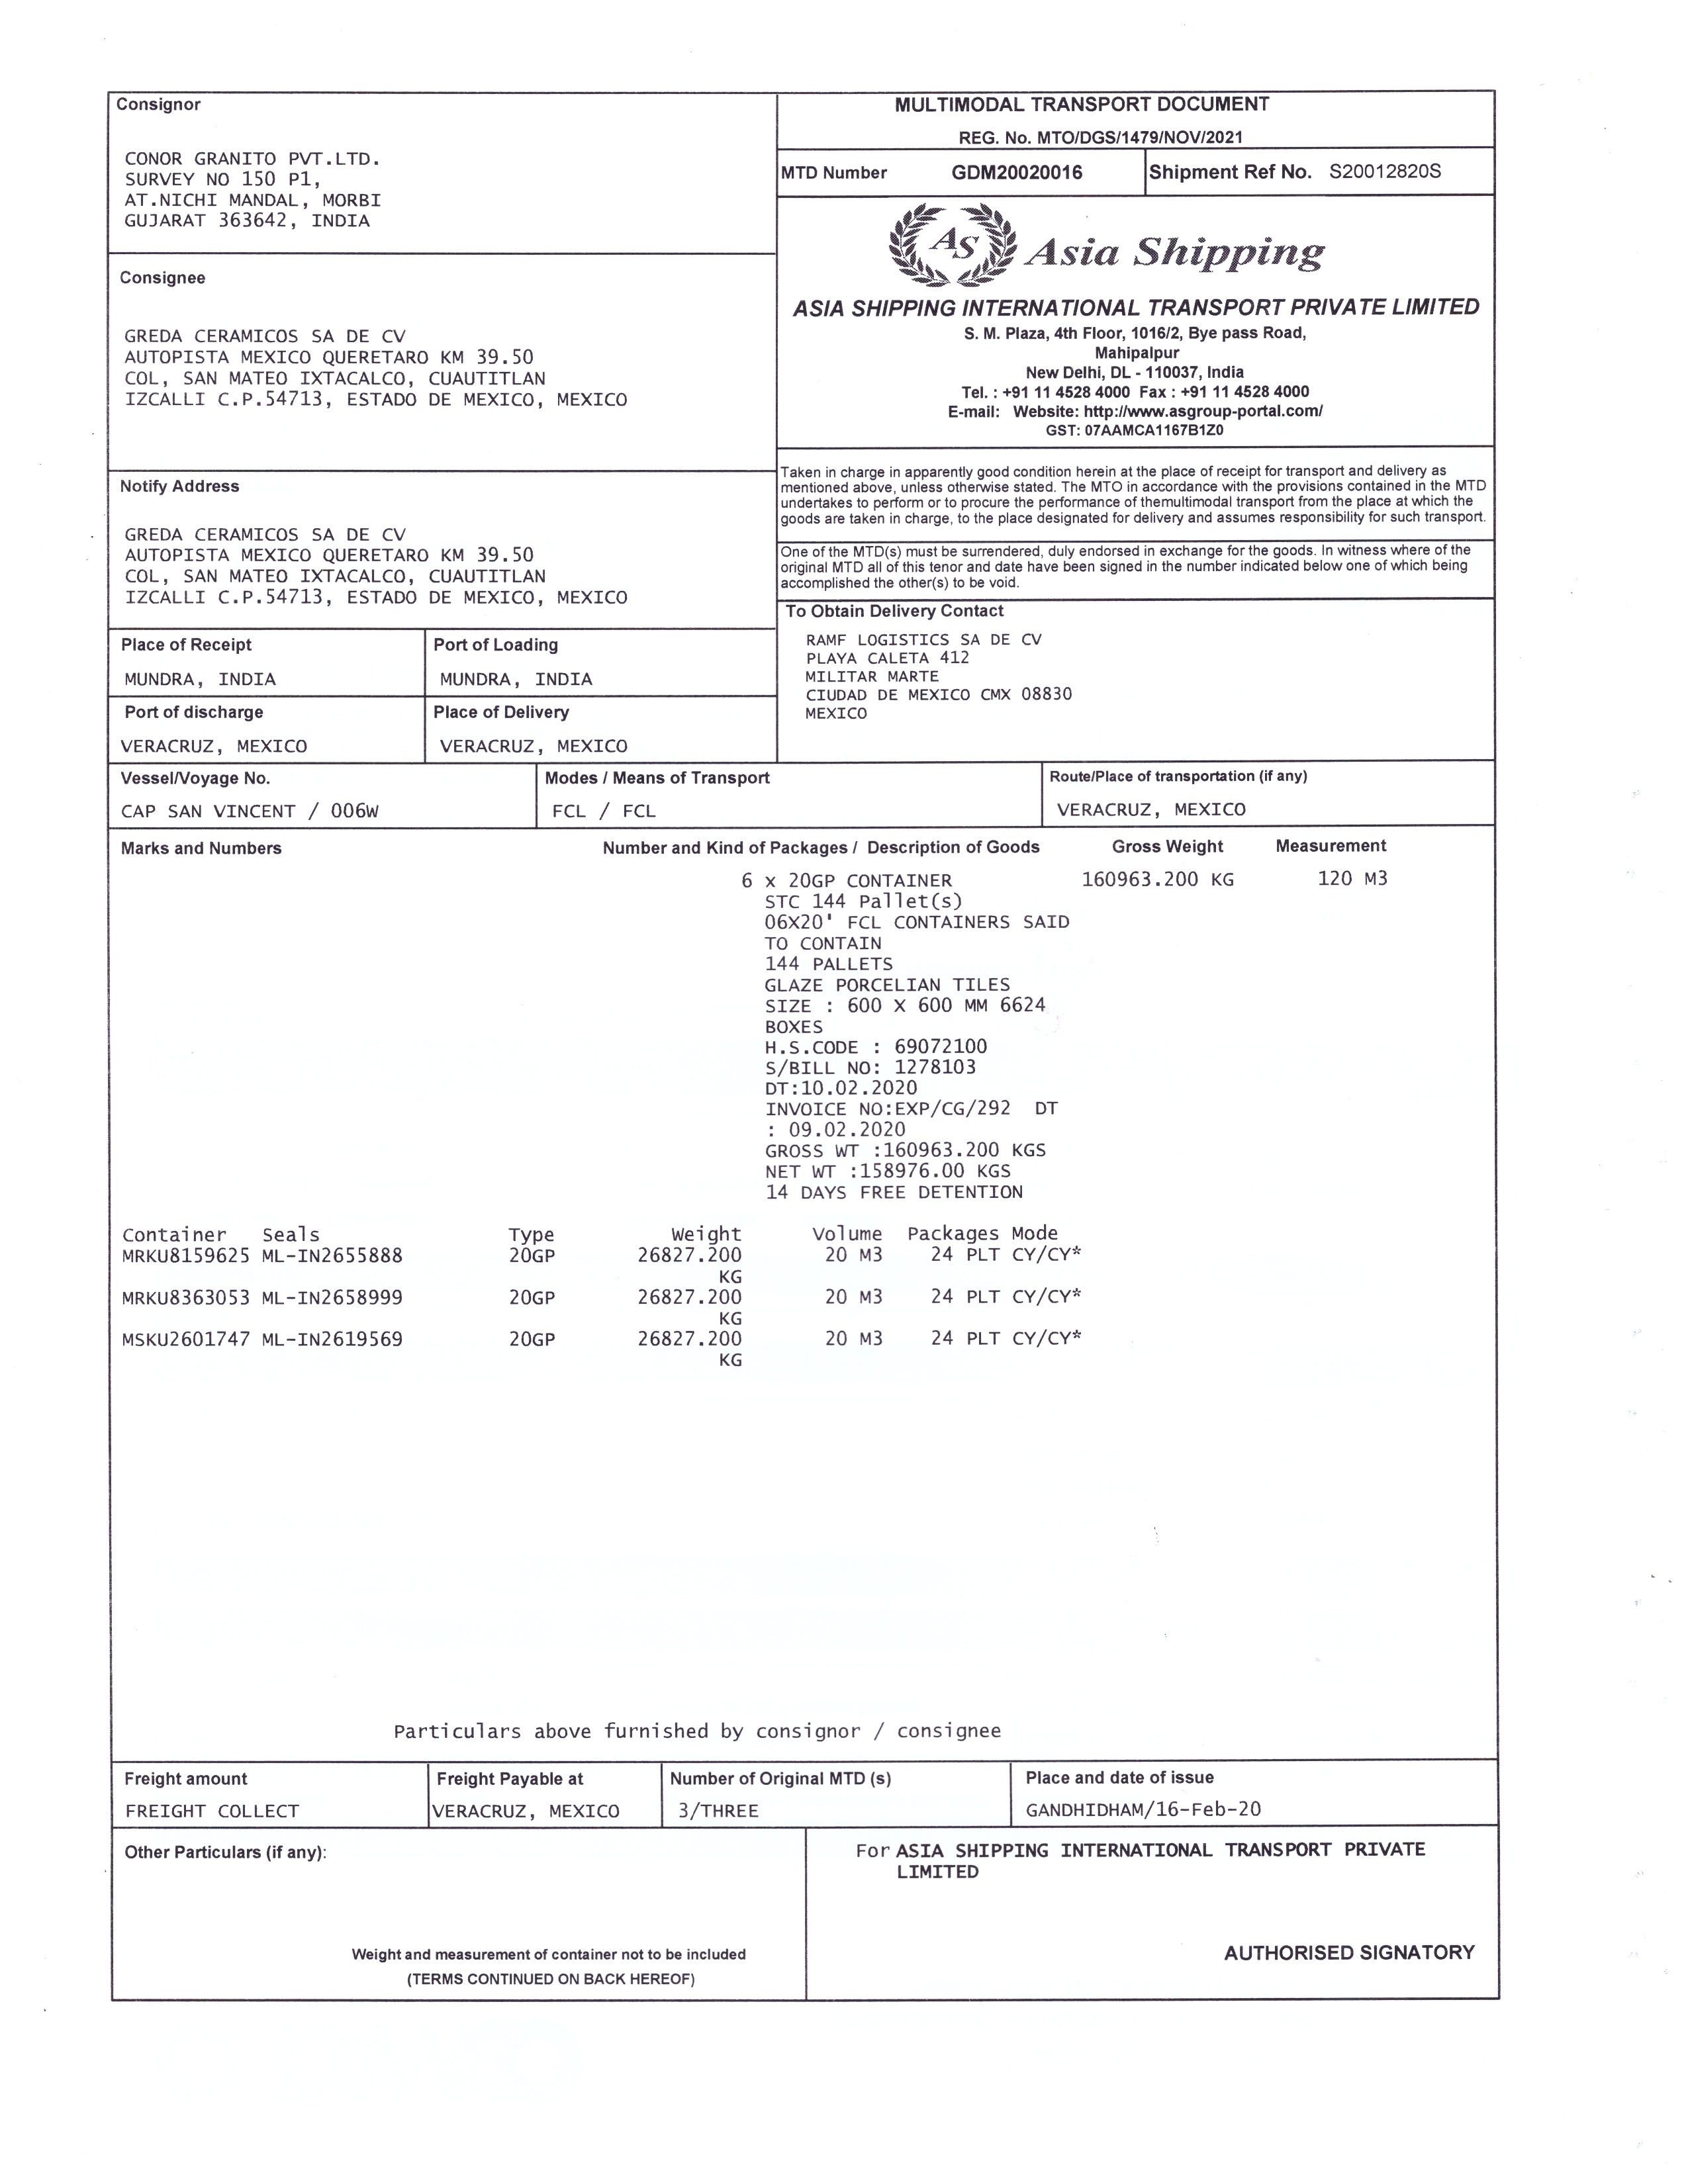 Consignor
CONOR GRANITO PVT.LTD.
SURVEY NO 150 P1,
AT.NICHI MANDAL, MORBI
GUJARAT 363642, INDIA
MULTIMODAL TRANSPORT DOCUMENT
REG. No. MTO/DGS/1479/NOV/2021
MTD Number GDM20020016 Shipment Ref No. S20012820S
AS Asia Shipping
ASIA SHIPPING INTERNATIONAL TRANSPORT PRIVATE LIMITED
S. M. Plaza, 4th Floor, 1016/2, Bye pass Road,
Mahipalpur
New Delhi, DL - 110037, India
Tel. : +91 11 4528 4000 Fax : +91 11 4528 4000
E-mail: Website: http://www.asgroup-portal.com/
GST: 07AAMCA1167B1Z0
Consignee
GREDA CERAMICOS SA DE CV
AUTOPISTA MEXICO QUERETARO KM 39.50
COL, SAN MATEO IXTACALCO, CUAUTITLAN
IZCALLI C.P.54713, ESTADO DE MEXICO, MEXICO
Notify Address
GREDA CERAMICOS SA DE CV
AUTOPISTA MEXICO QUERETARO KM 39.50
COL, SAN MATEO IXTACALCO, CUAUTITLAN
IZCALLI C.P.54713, ESTADO DE MEXICO, MEXICO
Taken in charge in apparently good condition herein at the place of receipt for transport and delivery as
mentioned above, unless otherwise stated. The MTO in accordance with the provisions contained in the MTD
undertakes to perform or to procure the performance of themultimodal transport from the place at which the
goods are taken in charge, to the place designated for delivery and assumes responsibility for such transport.
One of the MTD(s) must be surrendered, duly endorsed in exchange for the goods. In witness where of the
original MTD all of this tenor and date have been signed in the number indicated below one of which being
accomplished the other(s) to be void.
To Obtain Delivery Contact
RAMF LOGISTICS SA DE CV
PLAYA CALETA 412
MILITAR MARTE
CIUDAD DE MEXICO CMX 08830
MEXICO
Place of Receipt Port of Loading
MUNDRA, INDIA MUNDRA, INDIA
Port of discharge Place of Delivery
VERACRUZ, MEXICO VERACRUZ, MEXICO
Vessel/Voyage No. Modes / Means of Transport Route/Place of transportation (if any)
CAP SAN VINCENT / 006W FCL / FCL VERACRUZ, MEXICO
Marks and Numbers Number and Kind of Packages / Description of Goods Gross Weight Measurement
6 x 20GP CONTAINER 160963.200 KG 120 M3
STC 144 Pallet(s)
06X20' FCL CONTAINERS SAID
TO CONTAIN
144 PALLETS
GLAZE PORCELIAN TILES
SIZE : 600 X 600 MM 6624
BOXES
H.S.CODE : 69072100
S/BILL NO: 1278103
DT:10.02.2020
INVOICE NO:EXP/CG/292 DT
: 09.02.2020
GROSS WT :160963.200 KGS
NET WT :158976.00 KGS
14 DAYS FREE DETENTION
Container Seals Type Weight Volume Packages Mode
MRKU8159625 ML-IN2655888 20GP 26827.200 20 M3 24 PLT CY/CY*
KG
MRKU8363053 ML-IN2658999 20GP 26827.200 20 M3 24 PLT CY/CY*
KG
MSKU2601747 ML-IN2619569 20GP 26827.200 20 M3 24 PLT CY/CY*
KG
Particulars above furnished by consignor / consignee
Freight amount Freight Payable at Number of Original MTD (s) Place and date of issue
FREIGHT COLLECT VERACRUZ, MEXICO 3/THREE GANDHIDHAM/16-Feb-20
Other Particulars (if any):
Weight and measurement of container not to be included
(TERMS CONTINUED ON BACK HEREOF)
For ASIA SHIPPING INTERNATIONAL TRANSPORT PRIVATE
LIMITED
AUTHORISED SIGNATORY